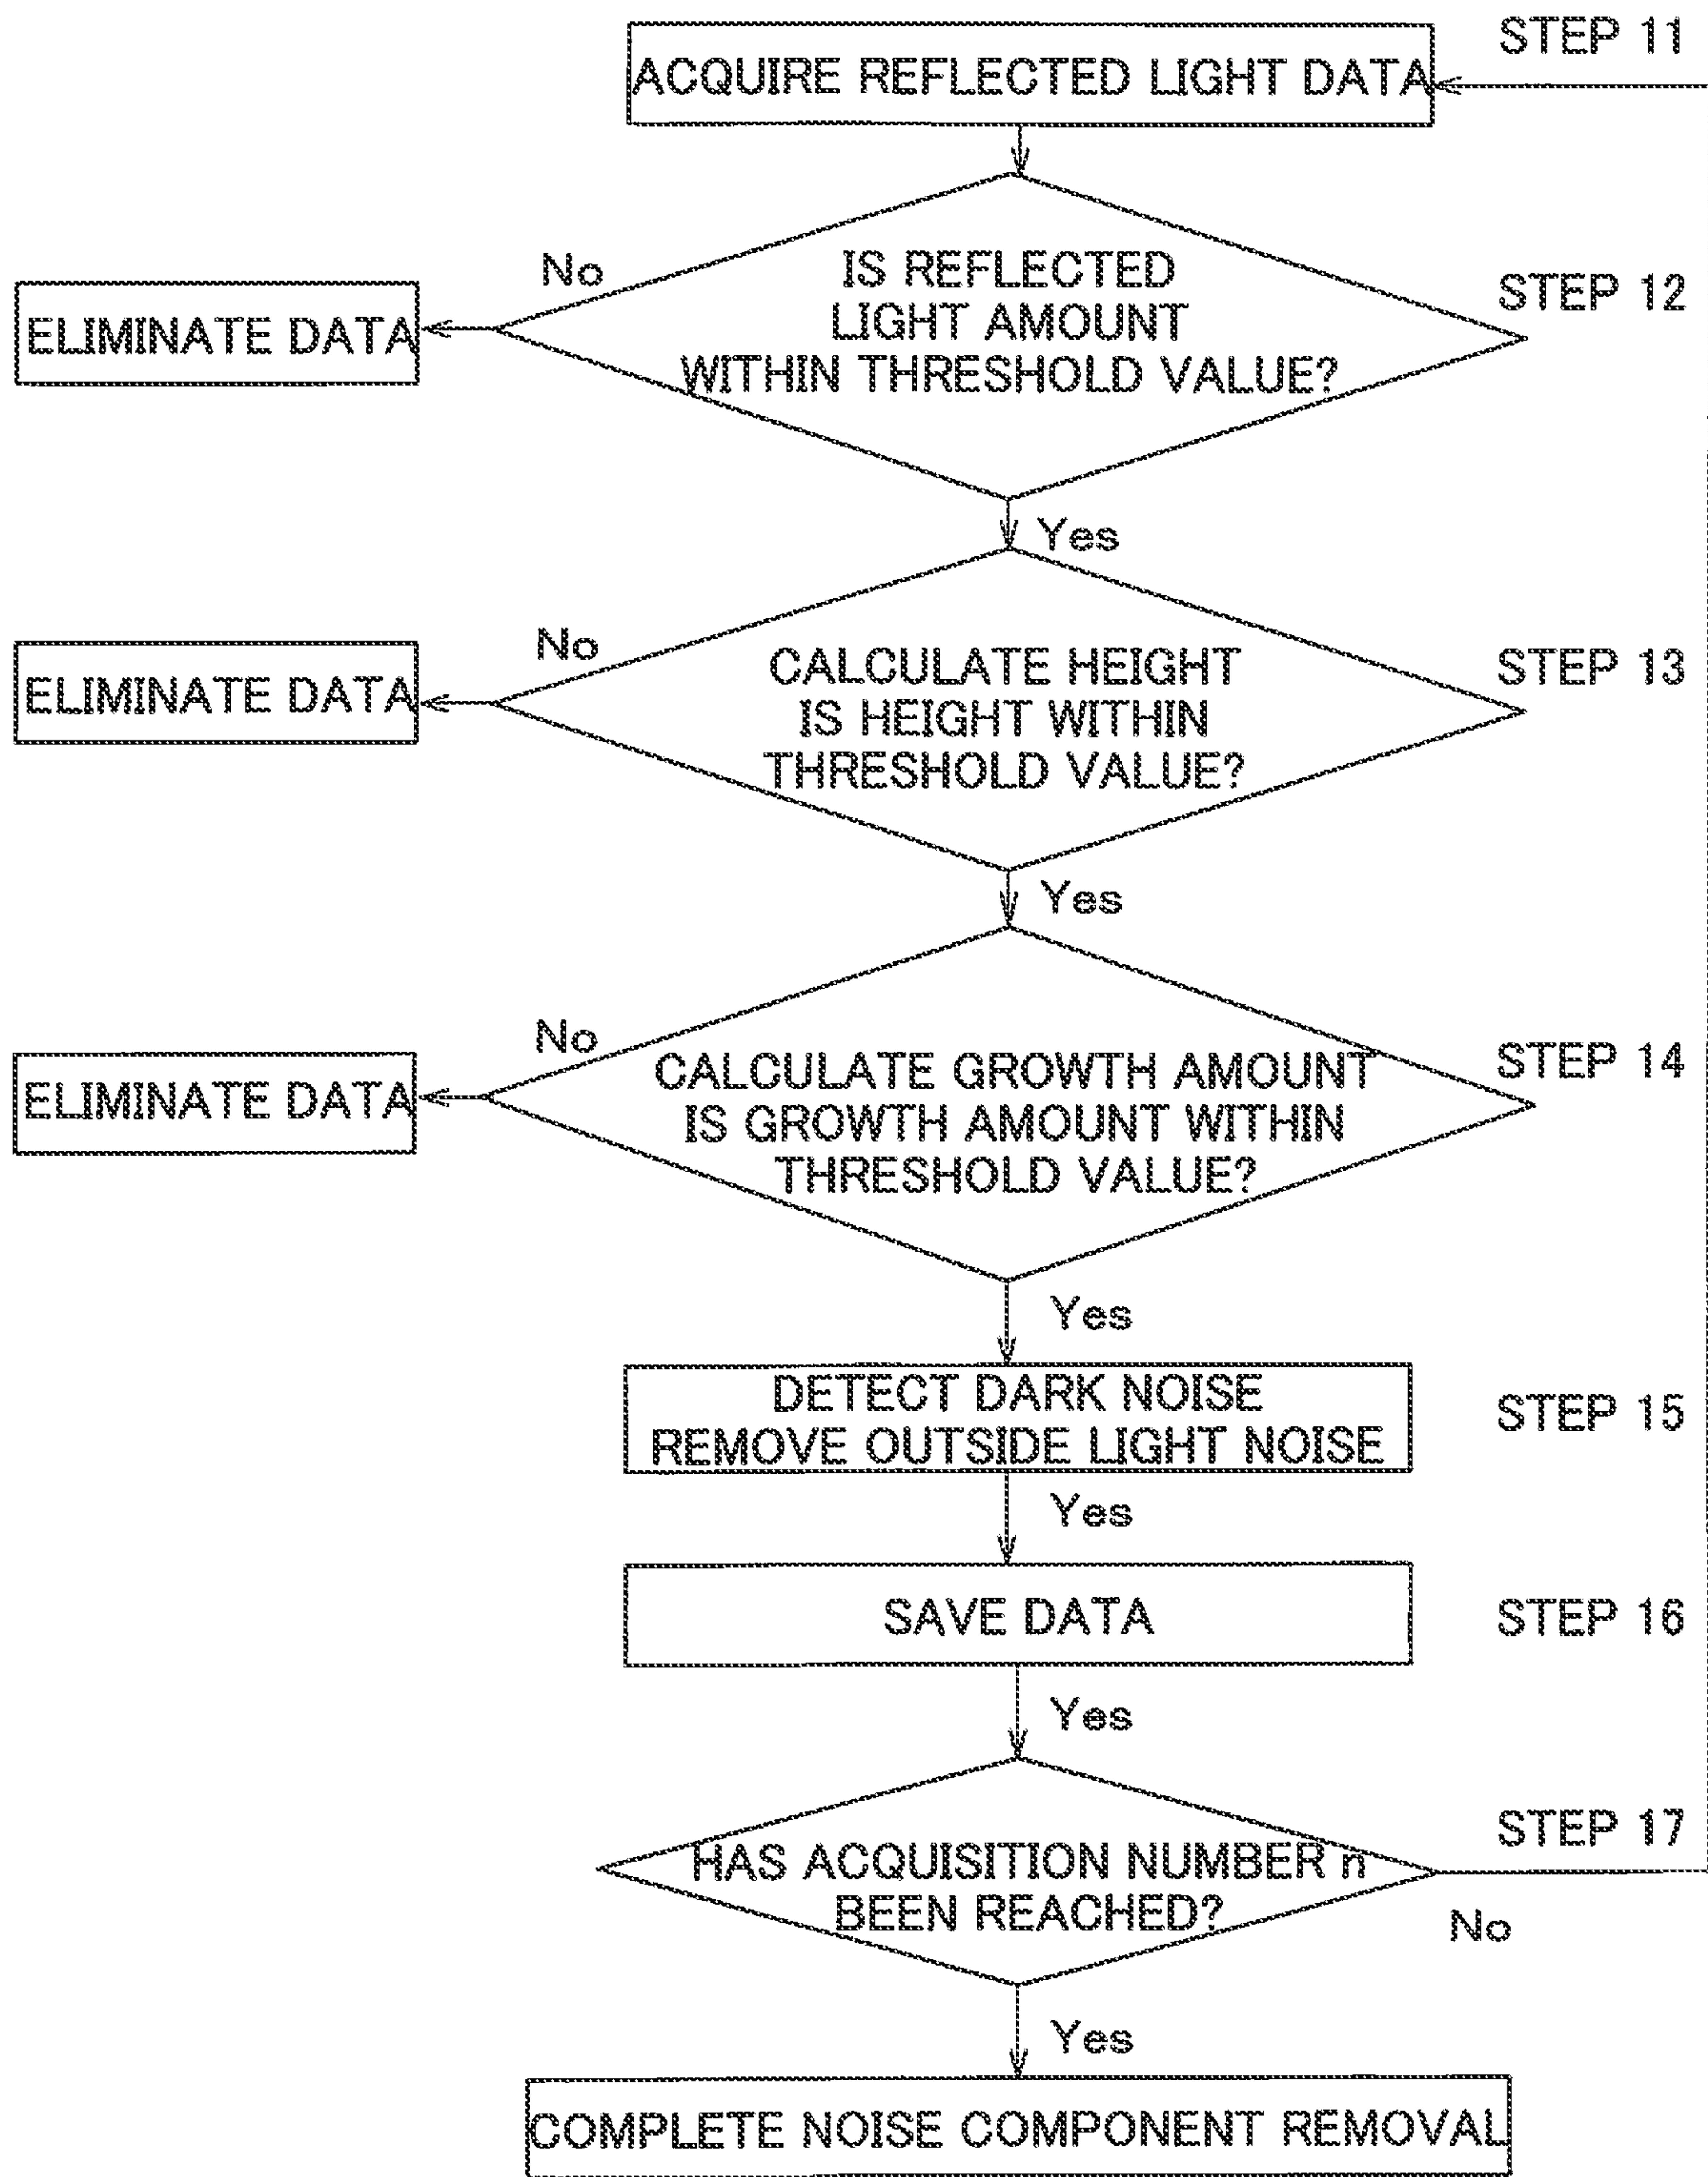 STEP 11
ACQUIRE REFLECTED LIGHT DATA
No
IS REFLECTED
LIGHT AMOUNT
WITHIN THRESHOLD VALUE?
STEP 12
ELIMINATE DATA
Yes
No
CALCULATE HEIGHT
IS HEIGHT WITHIN
THRESHOLD VALUE?
STEP 13
ELIMINATE DATA
Yes
No
CALCULATE GROWTH AMOUNT
IS GROWTH AMOUNT WITHIN
THRESHOLD VALUE?
STEP 14
ELIMINATE DATA
Yes
DETECT DARK NOISE
REMOVE OUTSIDE LIGHT NOISE
STEP 15
Yes
SAVE DATA
STEP 16
Yes
STEP 17
HAS ACQUISITION NUMBER n
BEEN REACHED?
No
Yes
COMPLETE NOISE COMPONENT REMOVAL